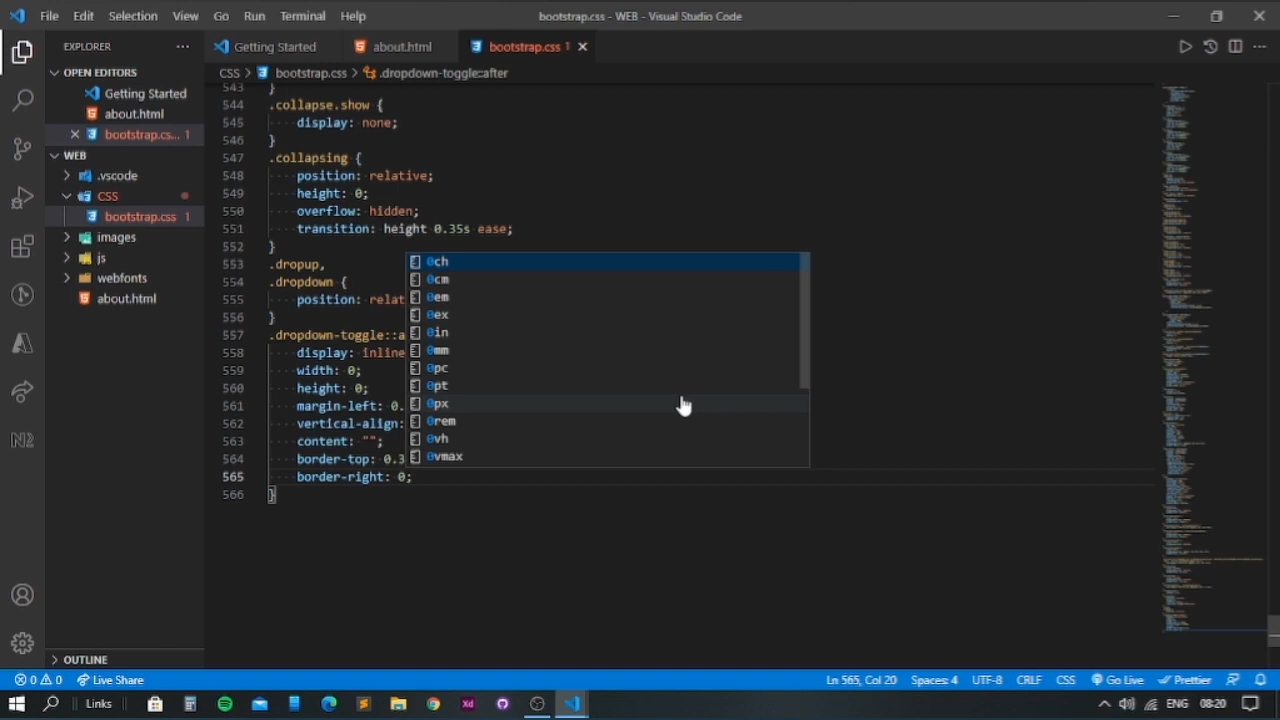 File Edit Selection View Go Run Terminal Help
bootstrap.css - WEB - Visual Studio Code
EXPLORER
Getting Started
about.html
bootstrap.css 1
OPEN EDITORS
Getting Started
about.html
bootstrap.cs... 1
WEB
.vscode
CSS
bootstrap.css 1
images
js
webfonts
about.html
OUTLINE
CSS > bootstrap.css > .dropdown-toggle::after
543 }
544 .collapse.show {
545 display: none;
546 }
547 .collapsing {
548 position: relative;
549 height: 0;
550 overflow: hidden;
551 transition: height 0.35s ease;
552 }
553 .dropup,
554 .dropdown {
555 position: relat
556 }
557 .dropdown-toggle::a
558 display: inline
559 width: 0;
560 height: 0;
561 margin-left: 0.
562 vertical-align:
563 content: "";
564 border-top: 0.3
565 border-right: 0;
566 }
0ch
0cm
0em
0ex
0in
0mm
0pc
0pt
0px
0rem
0vh
0vmax
0 0 Live Share
Ln 565, Col 20 Spaces: 4 UTF-8 CRLF CSS Go Live Prettier
Links
Xd
ENG 08:20